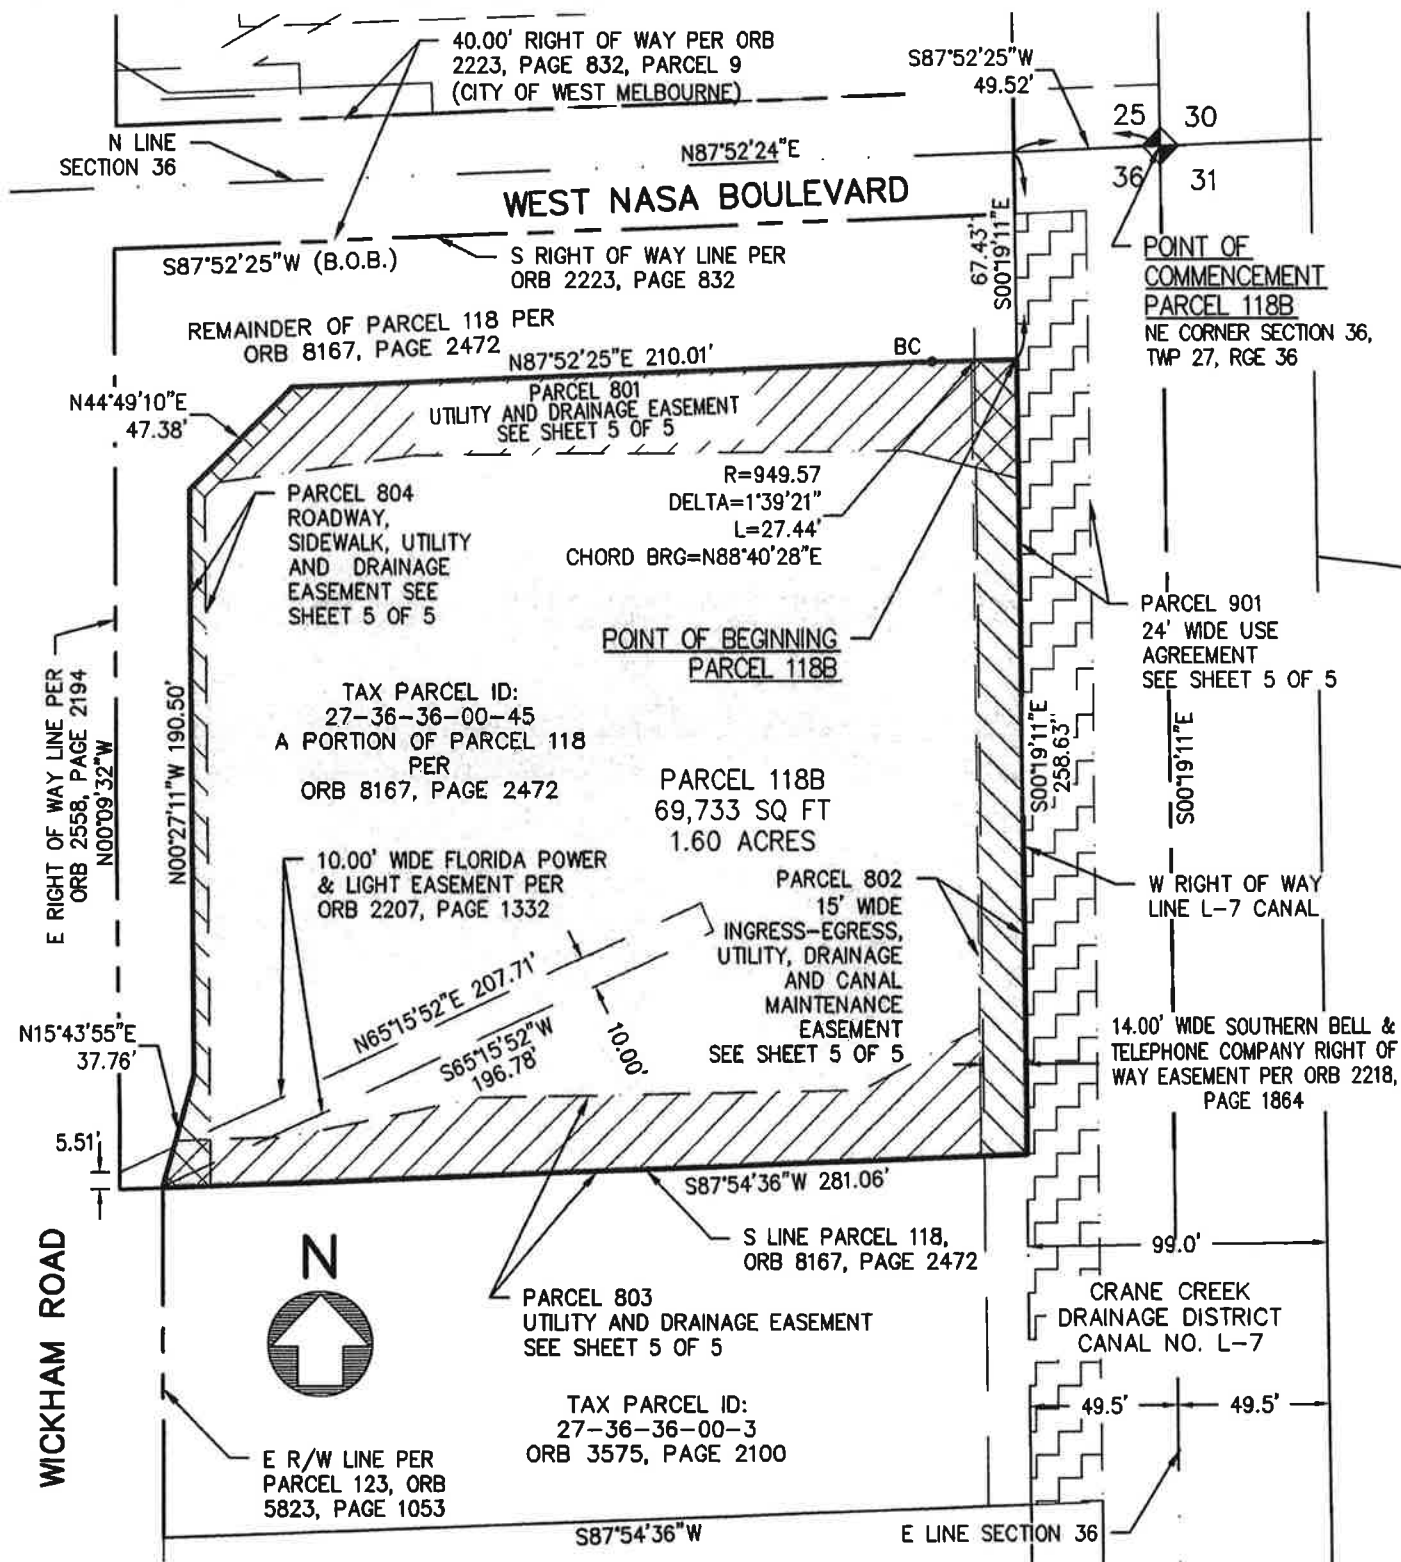 40.00' RIGHT OF WAY PER ORB
2223, PAGE 832, PARCEL 9
(CITY OF WEST MELBOURNE)
S87°52'25"W
49.52'
25
30
36
31
N LINE
SECTION 36
N87°52'24"E
WEST NASA BOULEVARD
S87°52'25"W (B.O.B.)
S RIGHT OF WAY LINE PER
ORB 2223, PAGE 832
67.43'
S00°19'11"E
POINT OF
COMMENCEMENT
PARCEL 118B
NE CORNER SECTION 36,
TWP 27, RGE 36
REMAINDER OF PARCEL 118 PER
ORB 8167, PAGE 2472
N87°52'25"E 210.01'
BC
N44°49'10"E
47.38'
PARCEL 801
UTILITY AND DRAINAGE EASEMENT
SEE SHEET 5 OF 5
R=949.57
DELTA=1°39'21"
L=27.44'
CHORD BRG=N88°40'28"E
PARCEL 804
ROADWAY,
SIDEWALK, UTILITY
AND DRAINAGE
EASEMENT SEE
SHEET 5 OF 5
POINT OF BEGINNING
PARCEL 118B
PARCEL 901
24' WIDE USE
AGREEMENT
SEE SHEET 5 OF 5
E RIGHT OF WAY LINE PER
ORB 2558, PAGE 2194
N00°09'32"W
N00°27'11"W 190.50'
TAX PARCEL ID:
27-36-36-00-45
A PORTION OF PARCEL 118
PER
ORB 8167, PAGE 2472
PARCEL 118B
69,733 SQ FT
1.60 ACRES
S00°19'11"E
258.63'
S00°19'11"E
10.00' WIDE FLORIDA POWER
& LIGHT EASEMENT PER
ORB 2207, PAGE 1332
PARCEL 802
15' WIDE
INGRESS-EGRESS,
UTILITY, DRAINAGE
AND CANAL
MAINTENANCE
EASEMENT
SEE SHEET 5 OF 5
W RIGHT OF WAY
LINE L-7 CANAL
N65°15'52"E 207.71'
S65°15'52"W
196.78'
10.00'
N15°43'55"E
37.76'
14.00' WIDE SOUTHERN BELL &
TELEPHONE COMPANY RIGHT OF
WAY EASEMENT PER ORB 2218,
PAGE 1864
5.51'
S87°54'36"W 281.06'
S LINE PARCEL 118,
ORB 8167, PAGE 2472
WICKHAM ROAD
N
PARCEL 803
UTILITY AND DRAINAGE EASEMENT
SEE SHEET 5 OF 5
99.0'
CRANE CREEK
DRAINAGE DISTRICT
CANAL NO. L-7
49.5'
49.5'
TAX PARCEL ID:
27-36-36-00-3
ORB 3575, PAGE 2100
E R/W LINE PER
PARCEL 123, ORB
5823, PAGE 1053
S87°54'36"W
E LINE SECTION 36